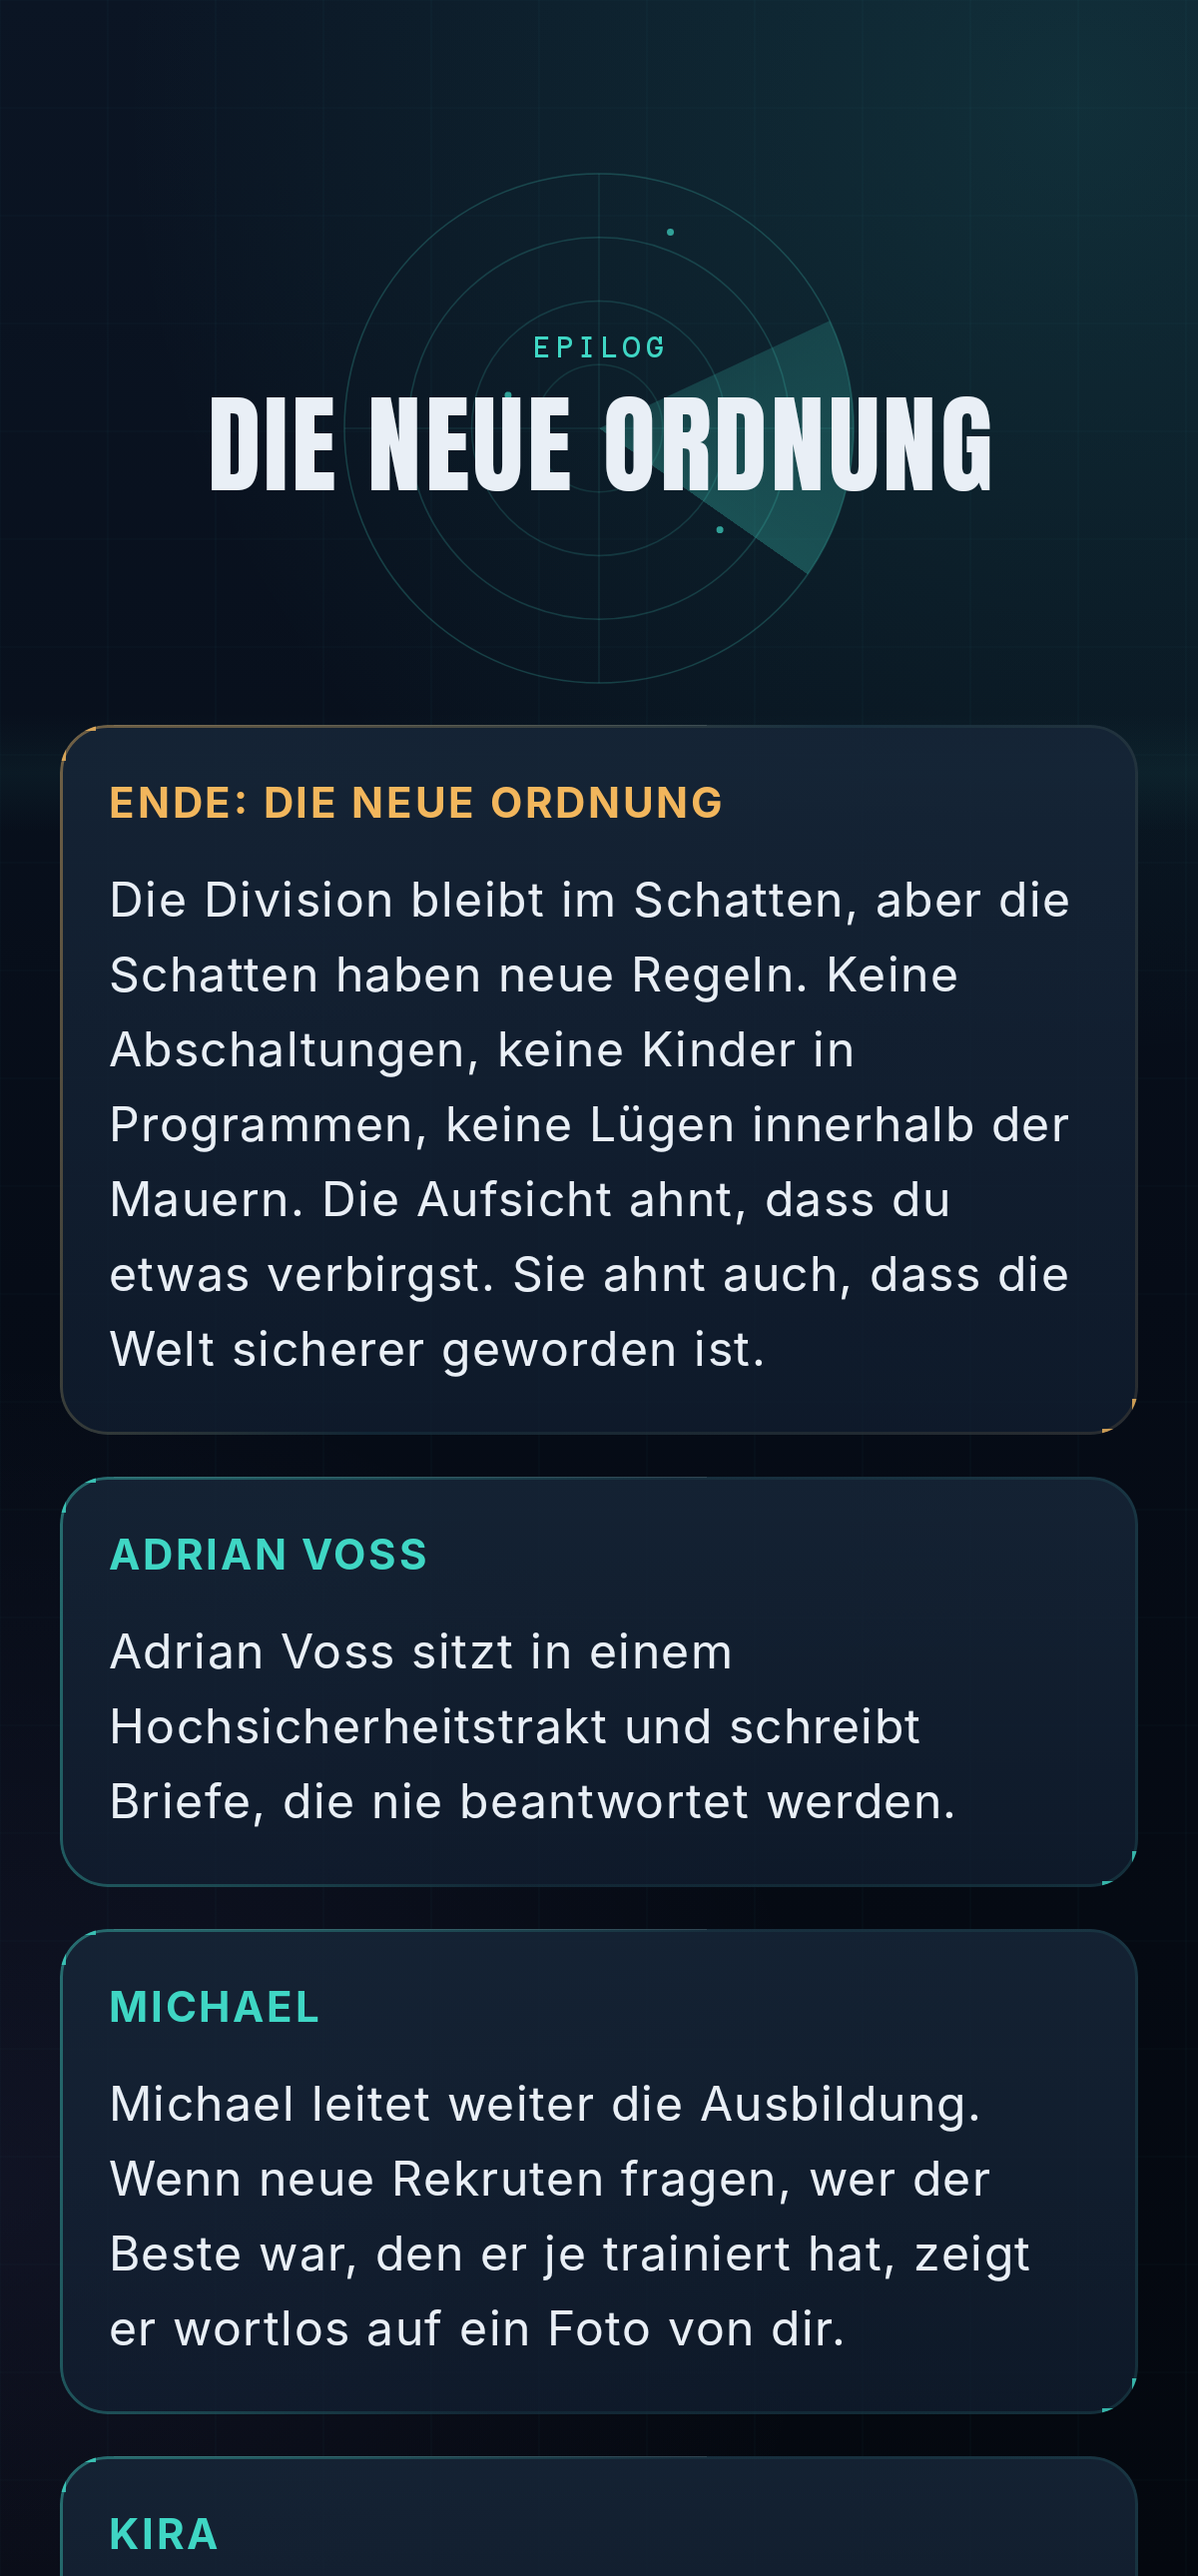 EPILOG
DIE NEUE ORDNUNG
ENDE: DIE NEUE ORDNUNG
Die Division bleibt im Schatten, aber die
Schatten haben neue Regeln. Keine
Abschaltungen, keine Kinder in
Programmen, keine Lügen innerhalb der
Mauern. Die Aufsicht ahnt, dass du
etwas verbirgst. Sie ahnt auch, dass die
Welt sicherer geworden ist.
ADRIAN VOSS
Adrian Voss sitzt in einem
Hochsicherheitstrakt und schreibt
Briefe, die nie beantwortet werden.
MICHAEL
Michael leitet weiter die Ausbildung.
Wenn neue Rekruten fragen, wer der
Beste war, den er je trainiert hat, zeigt
er wortlos auf ein Foto von dir.
KIRA